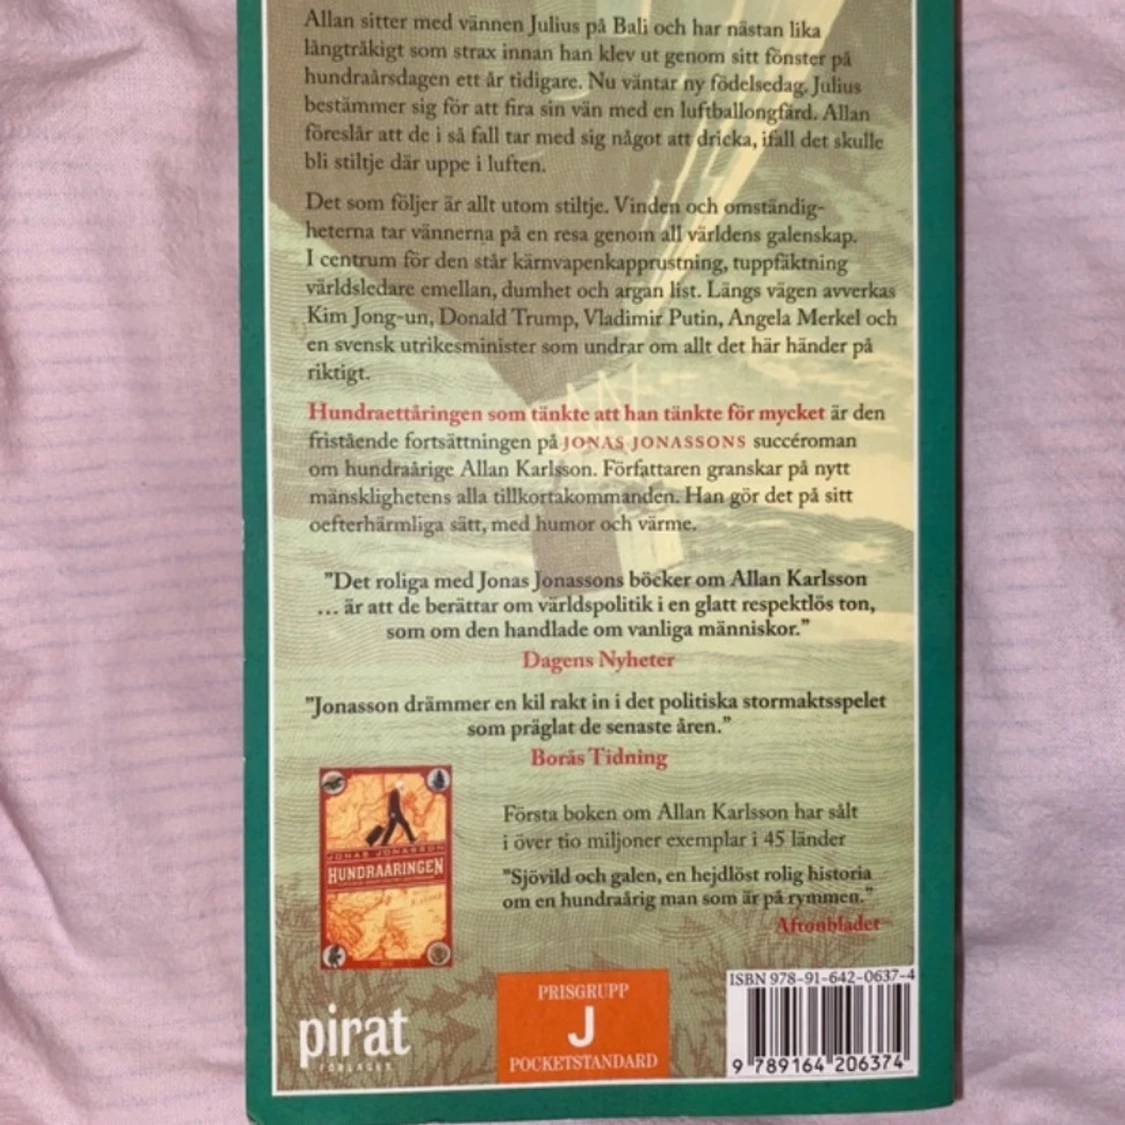 Allan sitter med vännen Julius på Bali och har nästan lika
långtråkigt som strax innan han klev ut genom sitt fönster på
hundraårsdagen ett år tidigare. Nu väntar ny födelsedag. Julius
bestämmer sig för att fira sin vän med en luftballongfärd. Allan
föreslår att de i så fall tar med sig något att dricka, ifall det skulle
bli stiltje där uppe i luften.
Det som följer är allt utom stiltje. Vinden och omständig-
heterna tar vännerna på en resa genom all världens galenskap.
I centrum för den står kärnvapenkapprustning, tuppfäktning
världsledare emellan, dumhet och argan list. Längs vägen avverkas
Kim Jong-un, Donald Trump, Vladimir Putin, Angela Merkel och
en svensk utrikesminister som undrar om allt det här händer på
riktigt.
Hundraettåringen som tänkte att han tänkte för mycket är den
fristående fortsättningen på JONAS JONASSONS succéroman
om hundraårige Allan Karlsson. Författaren granskar på nytt
mänsklighetens alla tillkortakommanden. Han gör det på sitt
oefterhärmliga sätt, med humor och värme.
"Det roliga med Jonas Jonassons böcker om Allan Karlsson
... är att de berättar om världspolitik i en glatt respektlös ton,
som om den handlade om vanliga människor."
Dagens Nyheter
"Jonasson drämmer en kil rakt in i det politiska stormaktsspelet
som präglat de senaste åren."
Borås Tidning
Första boken om Allan Karlsson har sålt
i över tio miljoner exemplar i 45 länder
"Sjövild och galen, en hejdlöst rolig historia
om en hundraårig man som är på rymmen."
Aftonbladet
JONAS JONASSON
HUNDRAÅRINGEN
pirat
FÖRLAGET
PRISGRUPP
J
POCKETSTANDARD
ISBN 978-91-642-0637-4
9 789164 206374